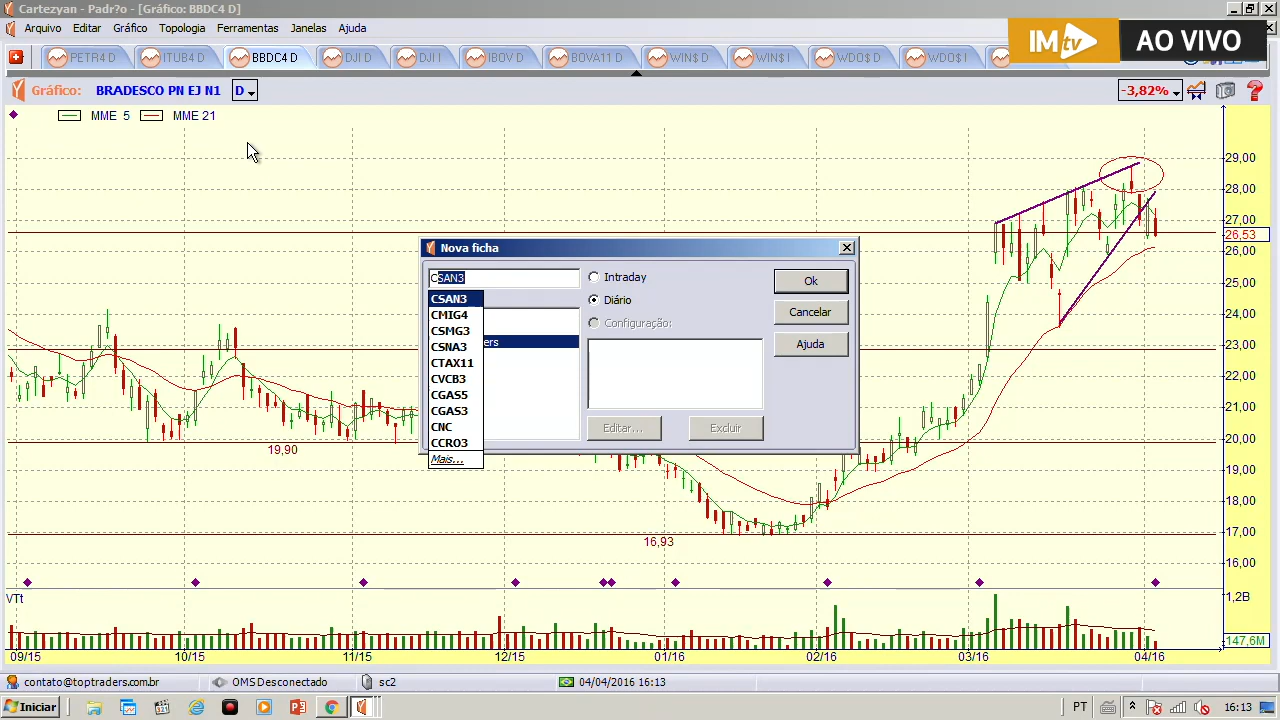 Cartezyan - Padr?o - [Gráfico: BBDC4 D]
Arquivo Editar Gráfico Topologia Ferramentas Janelas Ajuda
IM tv AO VIVO
PETR4 D ITUB4 D BBDC4 D DJI D DJI I IBOV BOVA11 D WIN$ D WIN$ I WDO$ D WDO$ I
Gráfico: BRADESCO PN EJ N1 D -3,82%
MME 5 MME 21
29,00
28,00
27,00
26,53
26,00
25,00
24,00
23,00
22,00
21,00
20,00
19,00
18,00
17,00
16,00
Nova ficha
CSAN3
Intraday
Ok
Diário
CSAN3
CMIG4
Cancelar
Configuração:
CSMG3
ers
CSNA3
Ajuda
CTAX11
CVCB3
CGAS5
CGAS3
CNC
Editar...
Excluir
CCRO3
Mais...
19,90
16,93
VTt
1,2B
147,6M
09/15 10/15 11/15 12/15 01/16 02/16 03/16 04/16
contato@toptraders.com.br OMS Desconectado sc2 04/04/2016 16:13
Iniciar PT 16:13